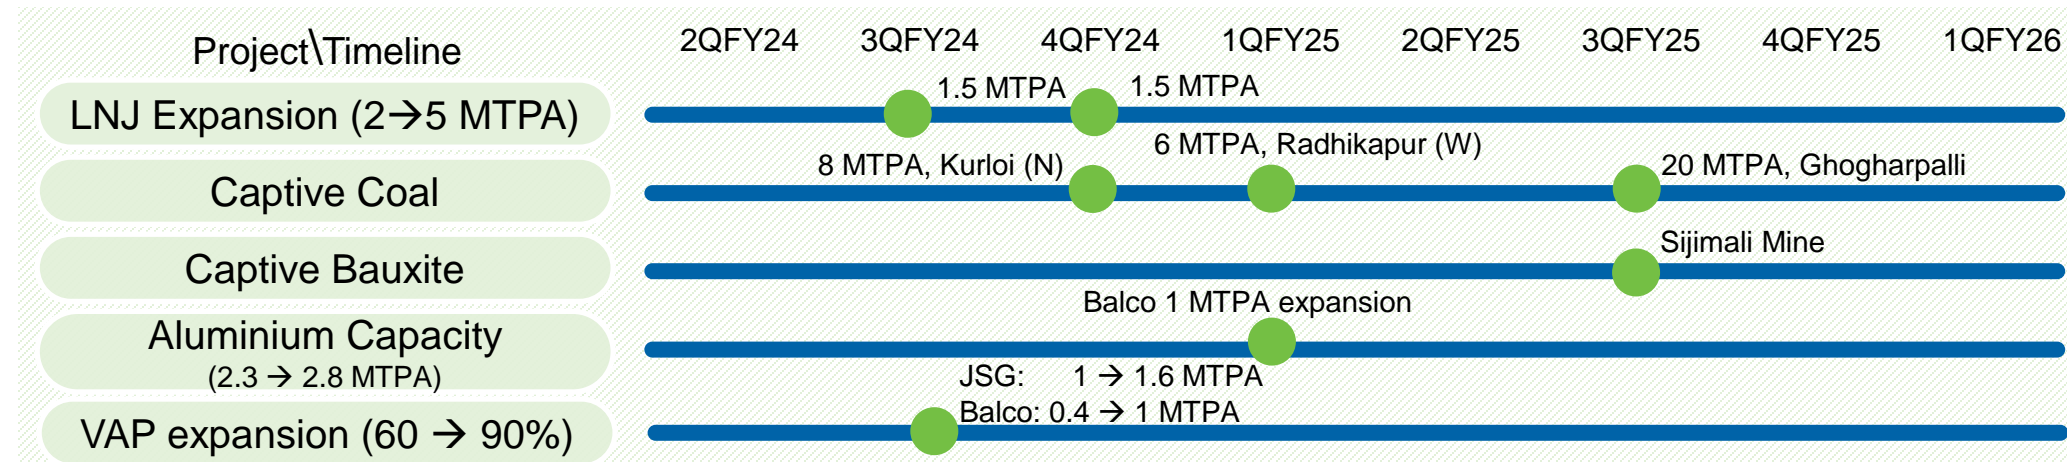 Project\Timeline 2QFY24 3QFY24 4QFY24 1QFY25 2QFY25 3QFY25 4QFY25 1QFY26
LNJ Expansion (2→5 MTPA) 1.5 MTPA 1.5 MTPA
Captive Coal 8 MTPA, Kurloi (N) 6 MTPA, Radhikapur (W) 20 MTPA, Ghogharpalli
Captive Bauxite Sijimali Mine
Aluminium Capacity Balco 1 MTPA expansion
(2.3 → 2.8 MTPA)
VAP expansion (60 → 90%) JSG: 1 → 1.6 MTPA
Balco: 0.4 → 1 MTPA